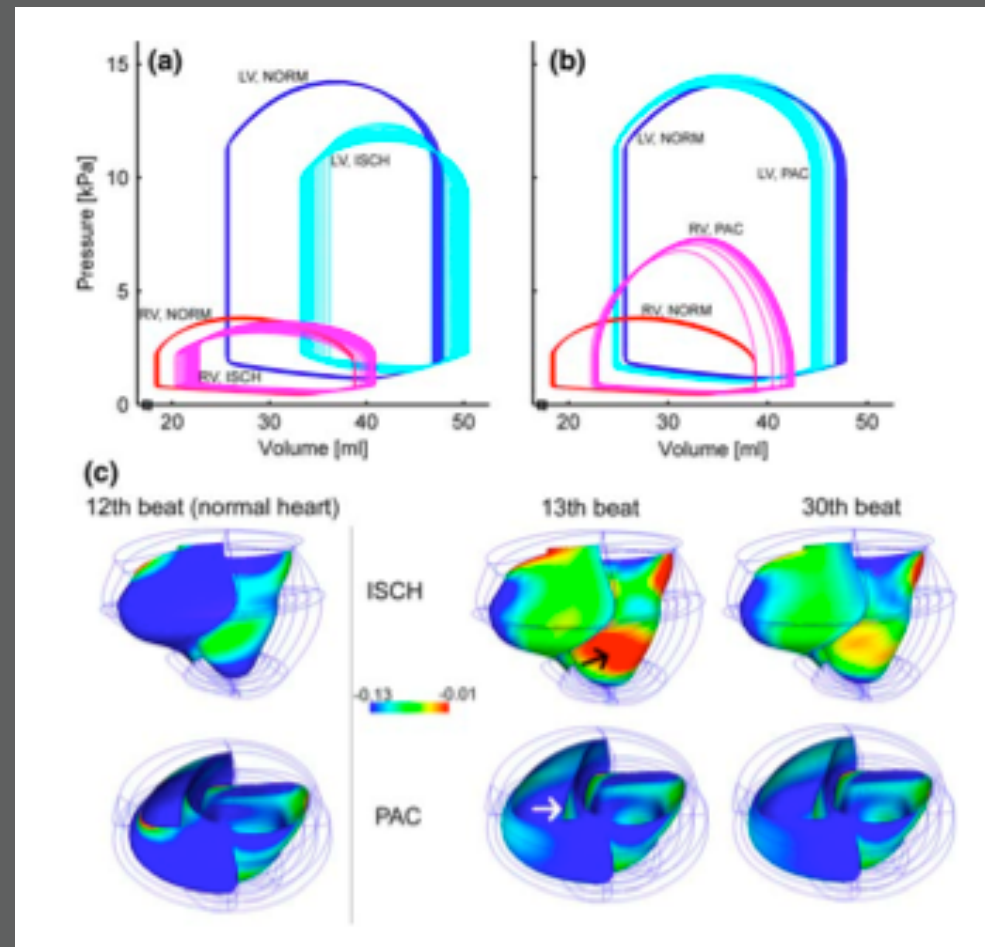 (a)
(b)
15
10
5
0
Pressure [kPa]
LV, NORM
LV, ISCH
RV, NORM
RV, ISCH
20 30 40 50
Volume [ml]
LV, NORM
LV, PAC
RV, PAC
RV, NORM
20 30 40 50
Volume [ml]
(c)
12th beat (normal heart)
13th beat
30th beat
ISCH
-0.13 -0.01
PAC